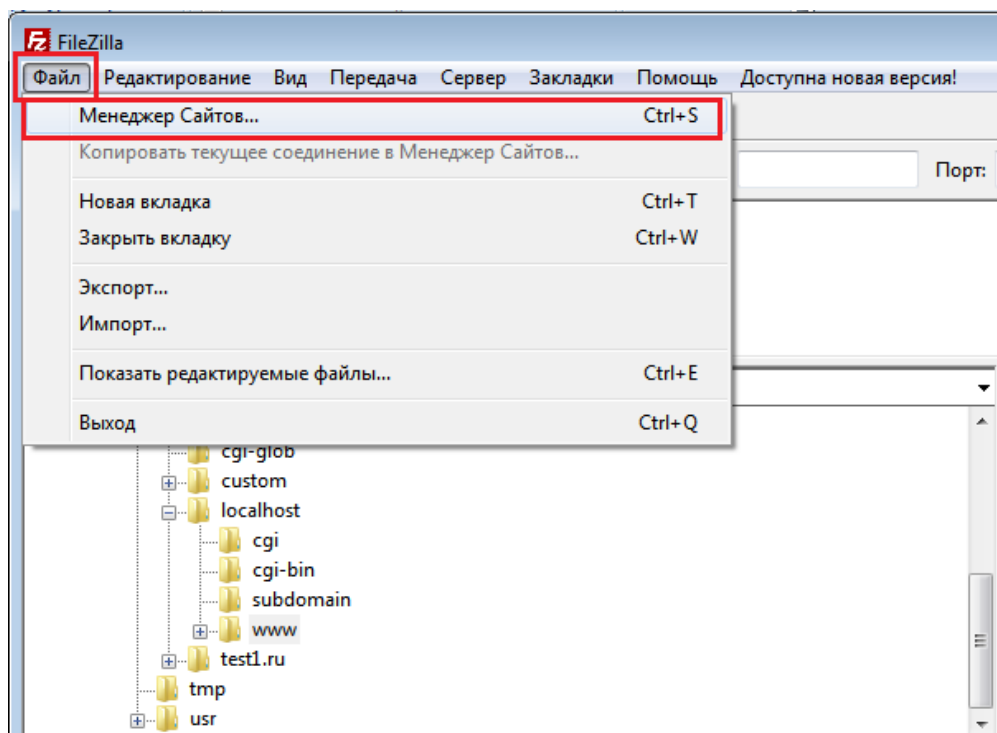 FileZilla
Файл Редактирование Вид Передача Сервер Закладки Помощь Доступна новая версия!
Менеджер Сайтов... Ctrl+S
Копировать текущее соединение в Менеджер Сайтов...
Порт:
Новая вкладка Ctrl+T
Закрыть вкладку Ctrl+W
Экспорт...
Импорт...
Показать редактируемые файлы... Ctrl+E
Выход Ctrl+Q
cgi-glob
custom
localhost
cgi
cgi-bin
subdomain
www
test1.ru
tmp
usr